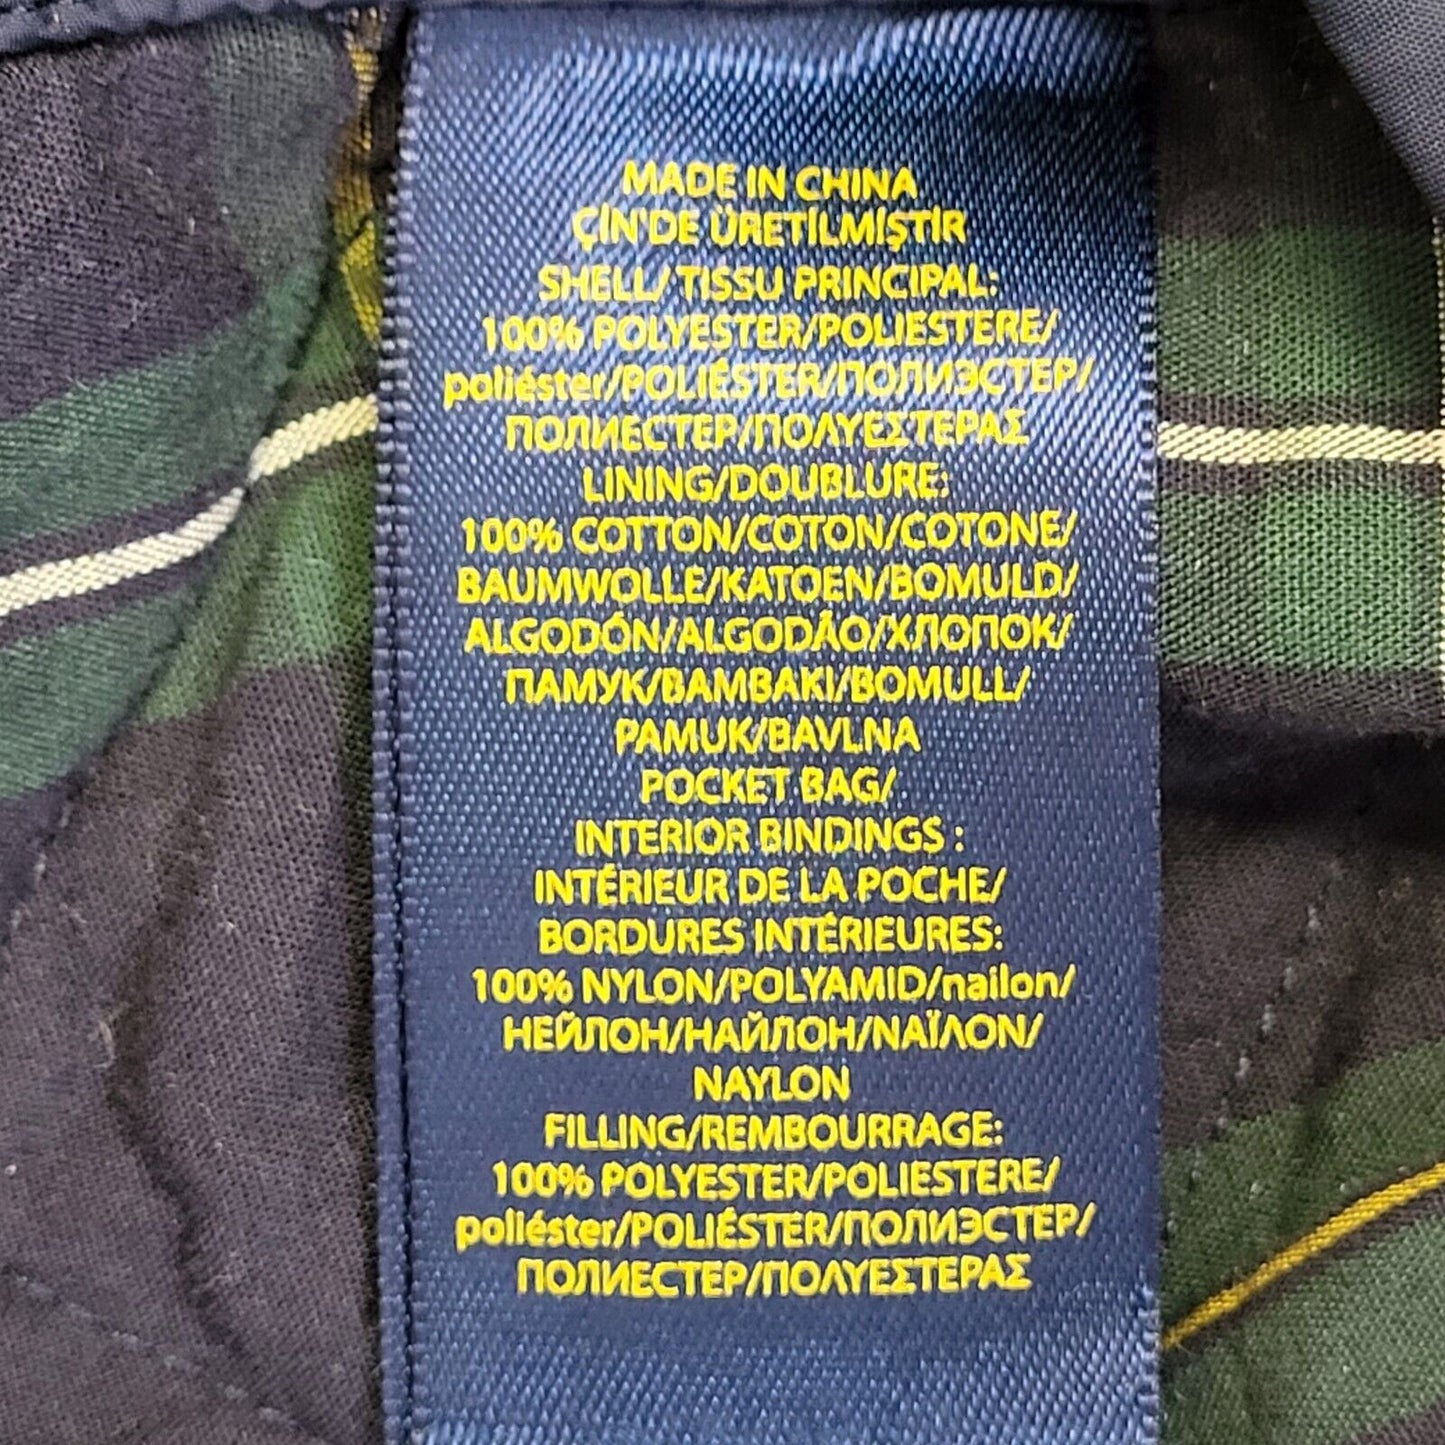 MADE IN CHINA
ÇİN'DE ÜRETİLMİŞTİR
SHELL/ TISSU PRINCIPAL:
100% POLYESTER/POLIESTERE/
poliéster/POLIÉSTER/ПОЛИЭСТЕР/
ПОЛИЕСТЕР/ΠΟΛΥΕΣΤΕΡΑΣ
LINING/DOUBLURE:
100% COTTON/COTON/COTONE/
BAUMWOLLE/KATOEN/BOMULD/
ALGODÓN/ALGODÃO/ХЛОПОК/
ПАМУК/BAMBAKI/BOMULL/
PAMUK/BAVLNA
POCKET BAG/
INTERIOR BINDINGS :
INTÉRIEUR DE LA POCHE/
BORDURES INTÉRIEURES:
100% NYLON/POLYAMID/nailon/
НЕЙЛОН/НАЙЛОН/ΝΑΪΛΟΝ/
NAYLON
FILLING/REMBOURRAGE:
100% POLYESTER/POLIESTERE/
poliéster/POLIÉSTER/ПОЛИЭСТЕР/
ПОЛИЕСТЕР/ΠΟΛΥΕΣΤΕΡΑΣ